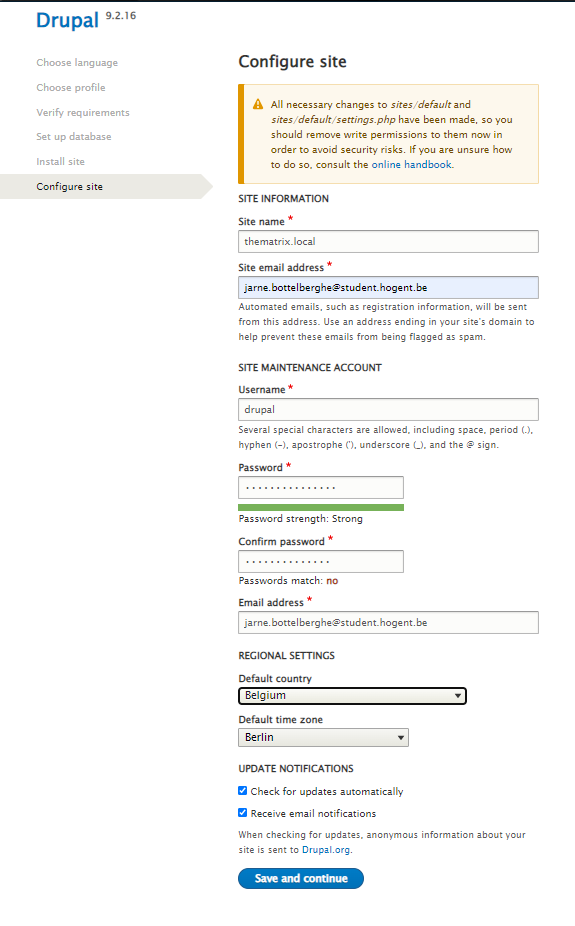 Drupal 9.2.16
Choose language
Choose profile
Verify requirements
Set up database
Install site
Configure site
Configure site
All necessary changes to sites/default and
sites/default/settings.php have been made, so you
should remove write permissions to them now in
order to avoid security risks. If you are unsure how
to do so, consult the online handbook.
SITE INFORMATION
Site name *
thematrix.local
Site email address *
jarne.bottelberghe@student.hogent.be
Automated emails, such as registration information, will be sent
from this address. Use an address ending in your site's domain to
help prevent these emails from being flagged as spam.
SITE MAINTENANCE ACCOUNT
Username *
drupal
Several special characters are allowed, including space, period (.),
hyphen (-), apostrophe ('), underscore (_), and the @ sign.
Password *
•••••••••••••••
Password strength: Strong
Confirm password *
••••••••••••••
Passwords match: no
Email address *
jarne.bottelberghe@student.hogent.be
REGIONAL SETTINGS
Default country
Belgium
Default time zone
Berlin
UPDATE NOTIFICATIONS
Check for updates automatically
Receive email notifications
When checking for updates, anonymous information about your
site is sent to Drupal.org.
Save and continue